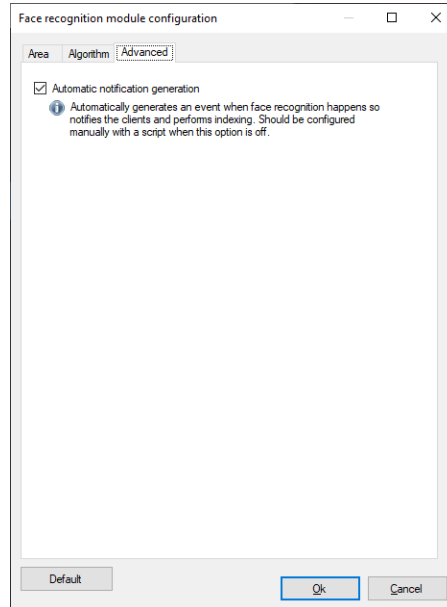 Face recognition module configuration
Area Algorithm Advanced
Automatic notification generation
Automatically generates an event when face recognition happens so
notifies the clients and performs indexing. Should be configured
manually with a script when this option is off.
Default
Ok Cancel